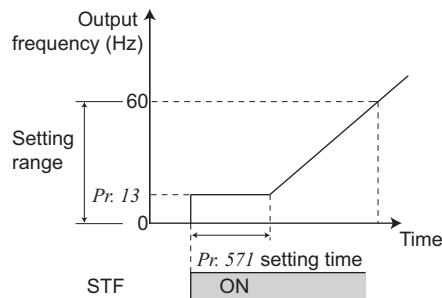 Output
frequency (Hz)
60
Setting
range
Pr. 13
0
Time
Pr. 571 setting time
STF
ON